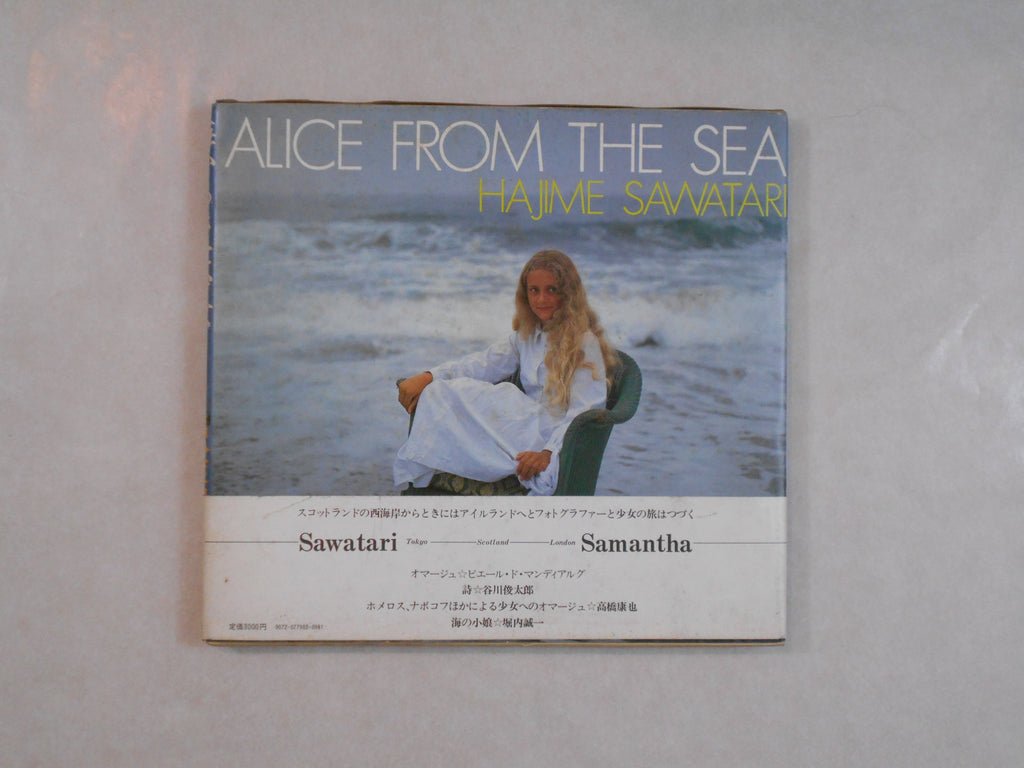 ALICE FROM THE SEA
HAJIME SAWATARI
スコットランドの西海岸からときにはアイルランドへとフォトグラファーと少女の旅はつづく
Sawatari Tokyo Scotland London Samantha
オマージュ☆ピエール・ド・マンディアルグ
詩☆谷川俊太郎
ホメロス、ナボコフほかによる少女へのオマージュ☆高橋康也
海の小娘☆堀内誠一
定価3000円